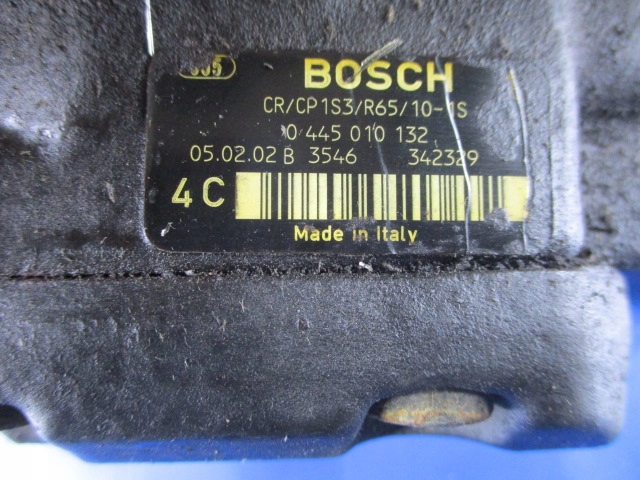 BOSCH
CR/CP1S3/R65/10-1S
0 445 010 132
05.02.02 B 3546 342329
4C
Made in Italy